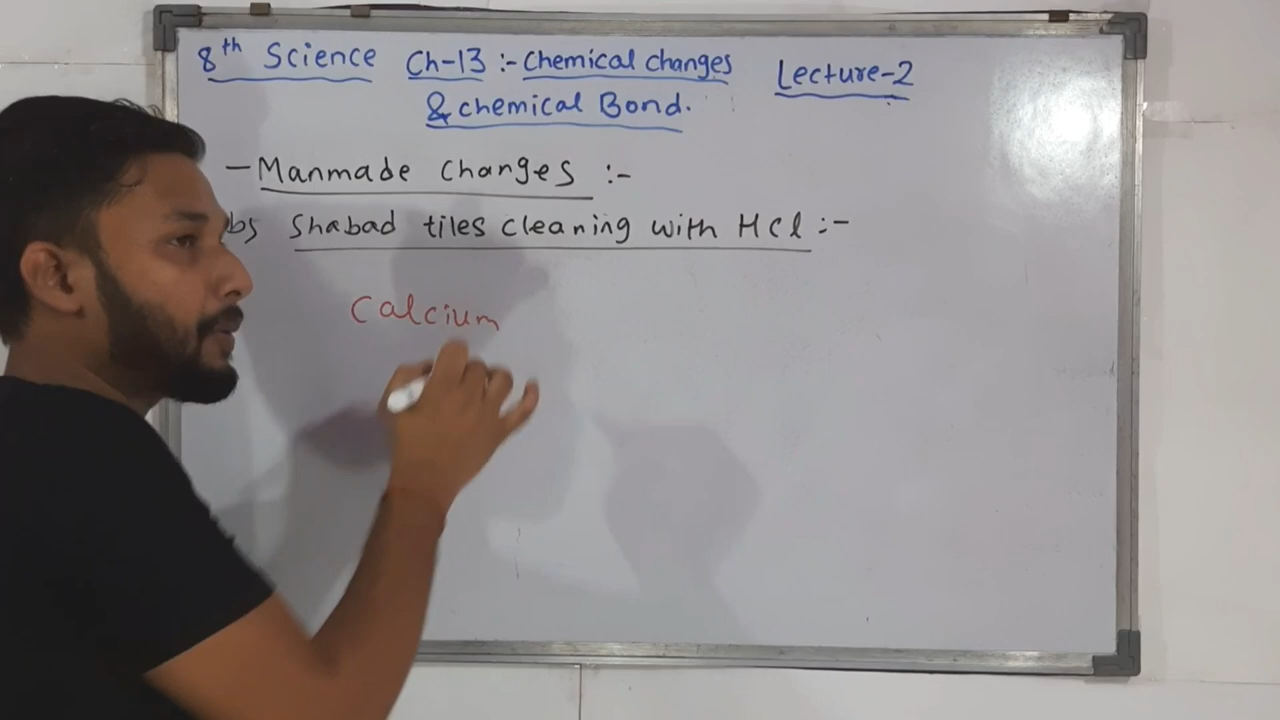 8th Science Ch-13 :- Chemical changes & chemical Bond. Lecture-2
- Manmade changes :-
b) Shabad tiles cleaning with HCl :-
Calcium